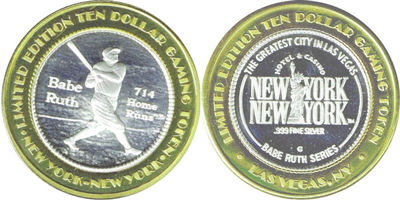 LIMITED EDITION TEN DOLLAR GAMING TOKEN
Babe
Ruth
714
Home
Runs
NEW YORK-NEW YORK
LIMITED EDITION TEN DOLLAR GAMING TOKEN
THE GREATEST CITY IN LAS VEGAS
HOTEL & CASINO
NEW YORK
NEW YORK
.999 FINE SILVER
G
BABE RUTH SERIES
LAS VEGAS, NV